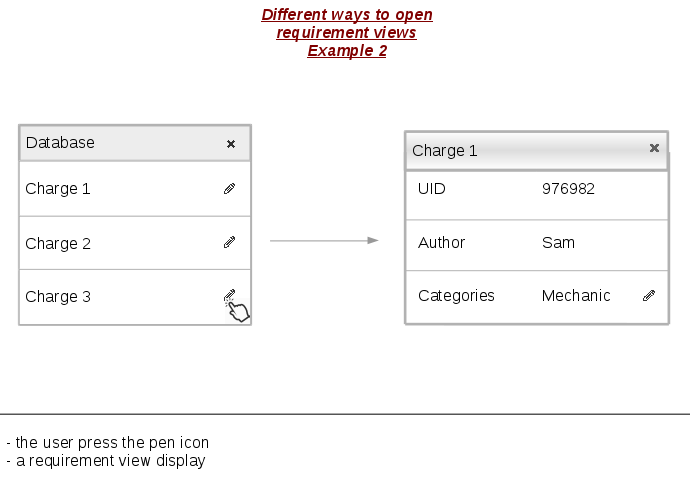 Different ways to open
requirement views
Example 2
Database
Charge 1
Charge 2
Charge 3
Charge 1
UID 976982
Author Sam
Categories Mechanic
- the user press the pen icon
- a requirement view display